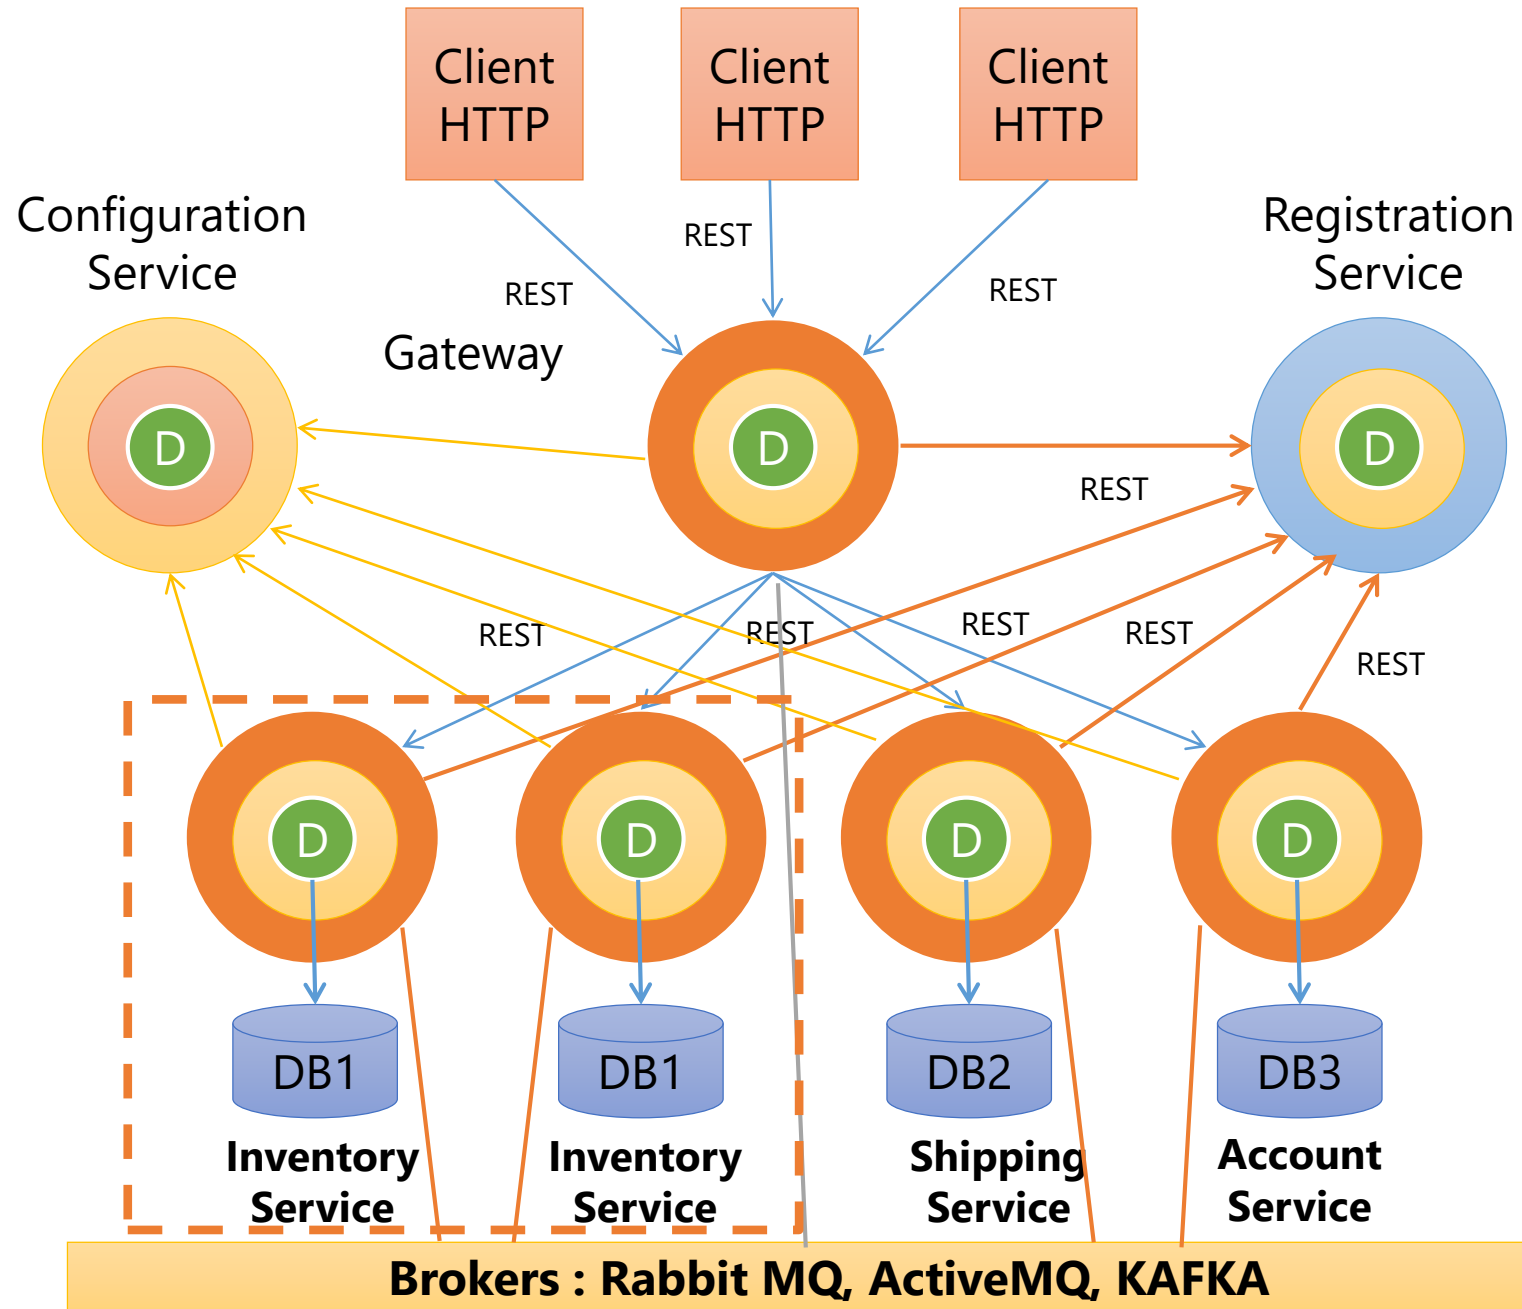 Client
HTTP
Client
HTTP
Client
HTTP
Configuration
Service
Registration
Service
REST
REST
REST
Gateway
D
D
D
REST
REST
REST
REST
REST
REST
D
D
D
D
DB1
DB1
DB2
DB3
Inventory
Service
Inventory
Service
Shipping
Service
Account
Service
Brokers : Rabbit MQ, ActiveMQ, KAFKA